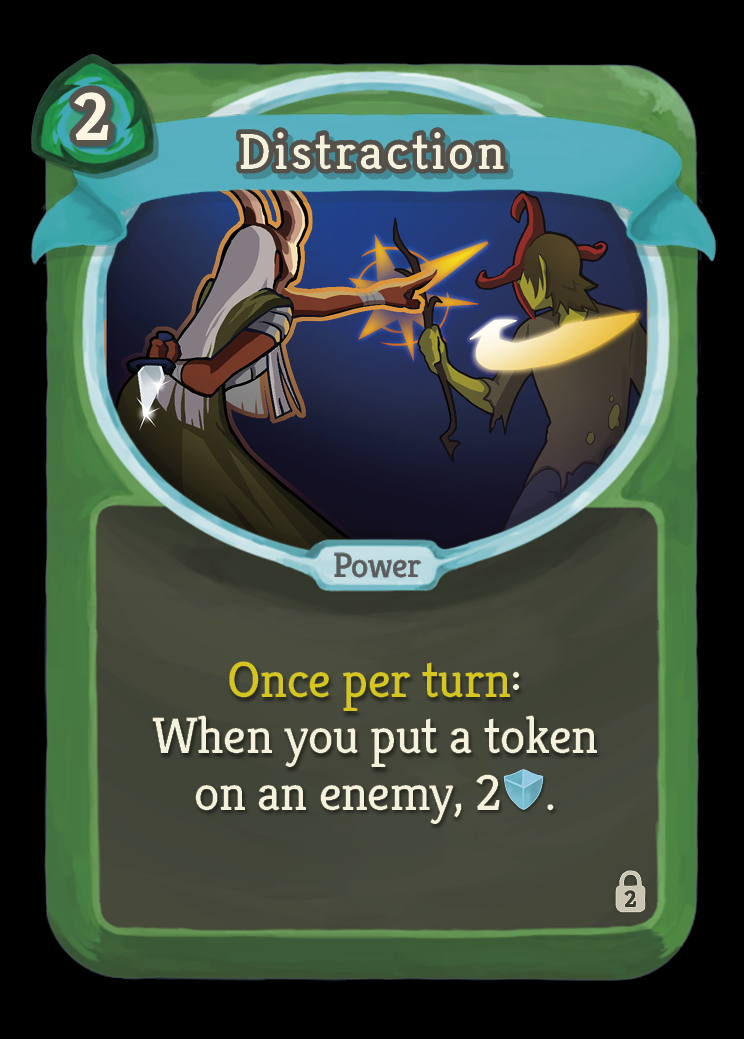 2
Distraction
Power
Once per turn:
When you put a token
on an enemy, 2.
2